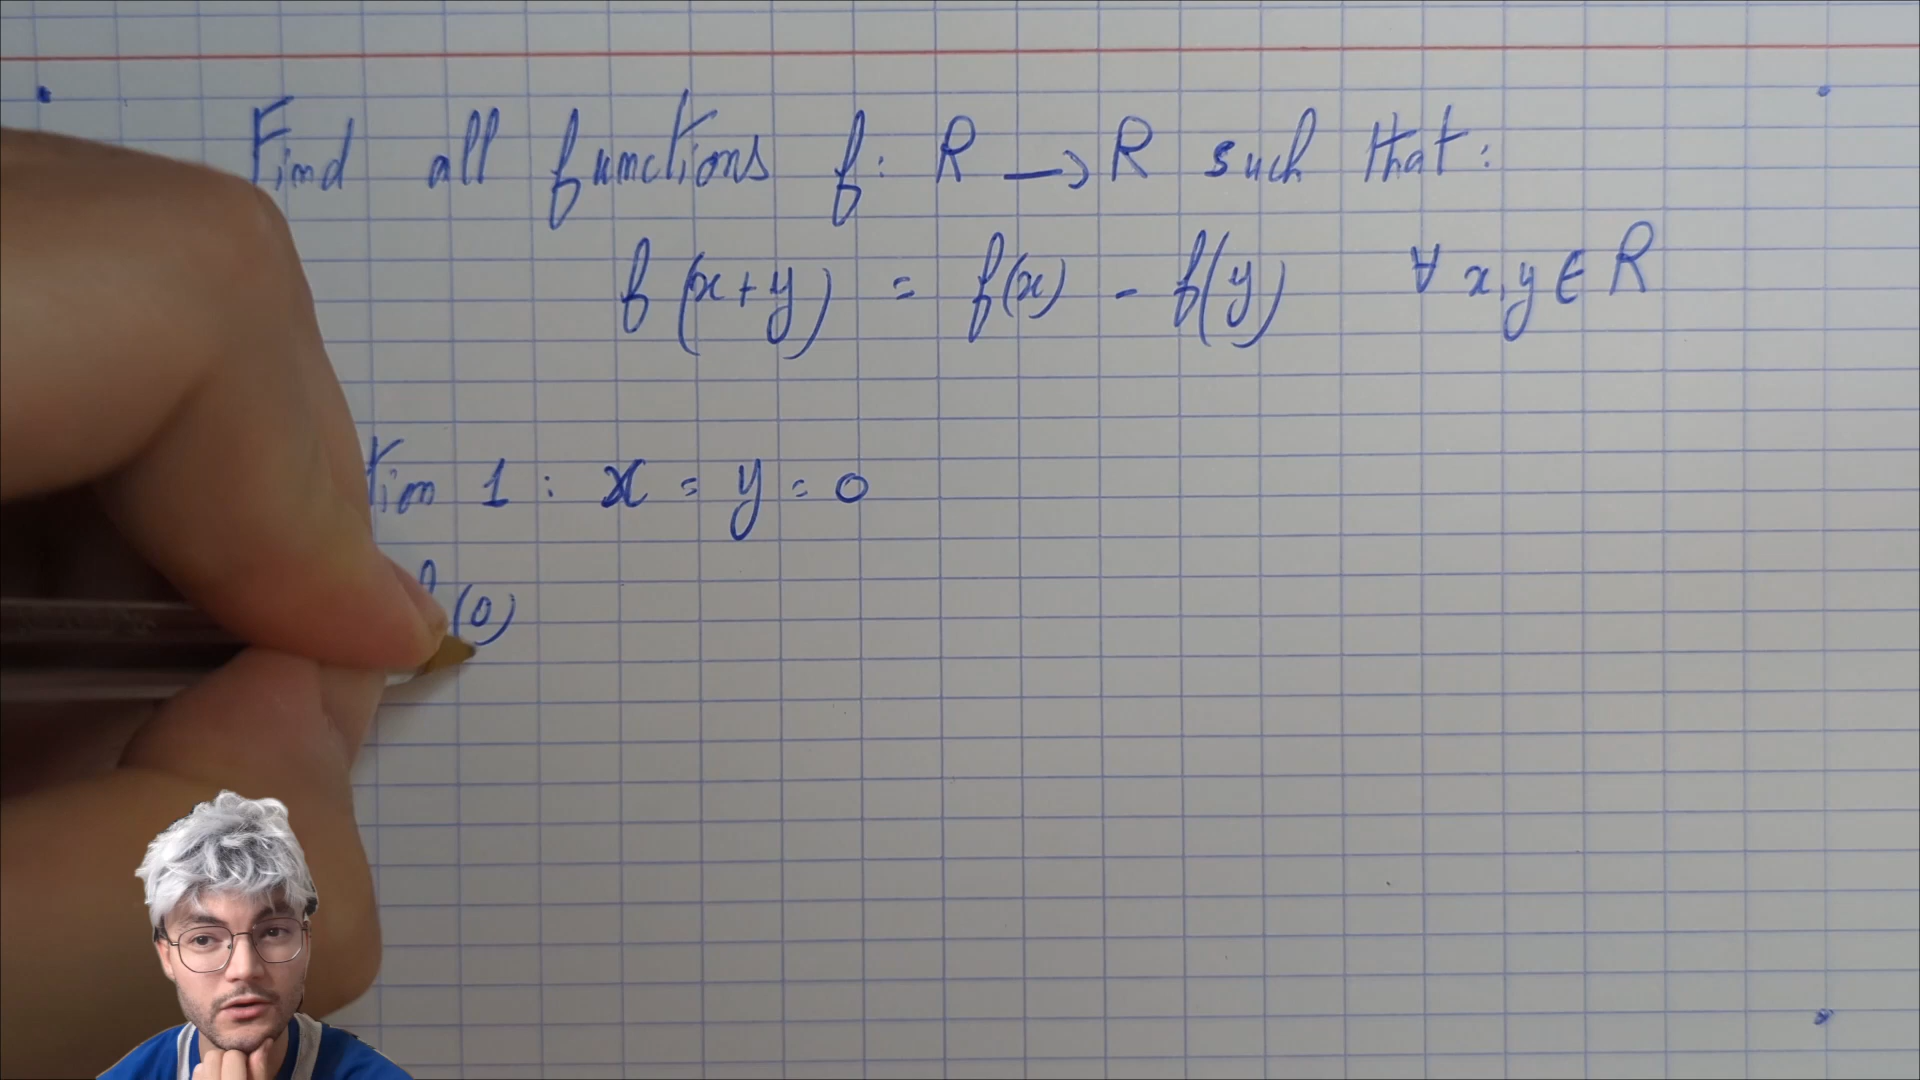 Find all functions f: R → R such that:
f(x+y) = f(x) - f(y) ∀ x,y ∈ R
tion 1 : x = y = 0
f(0)